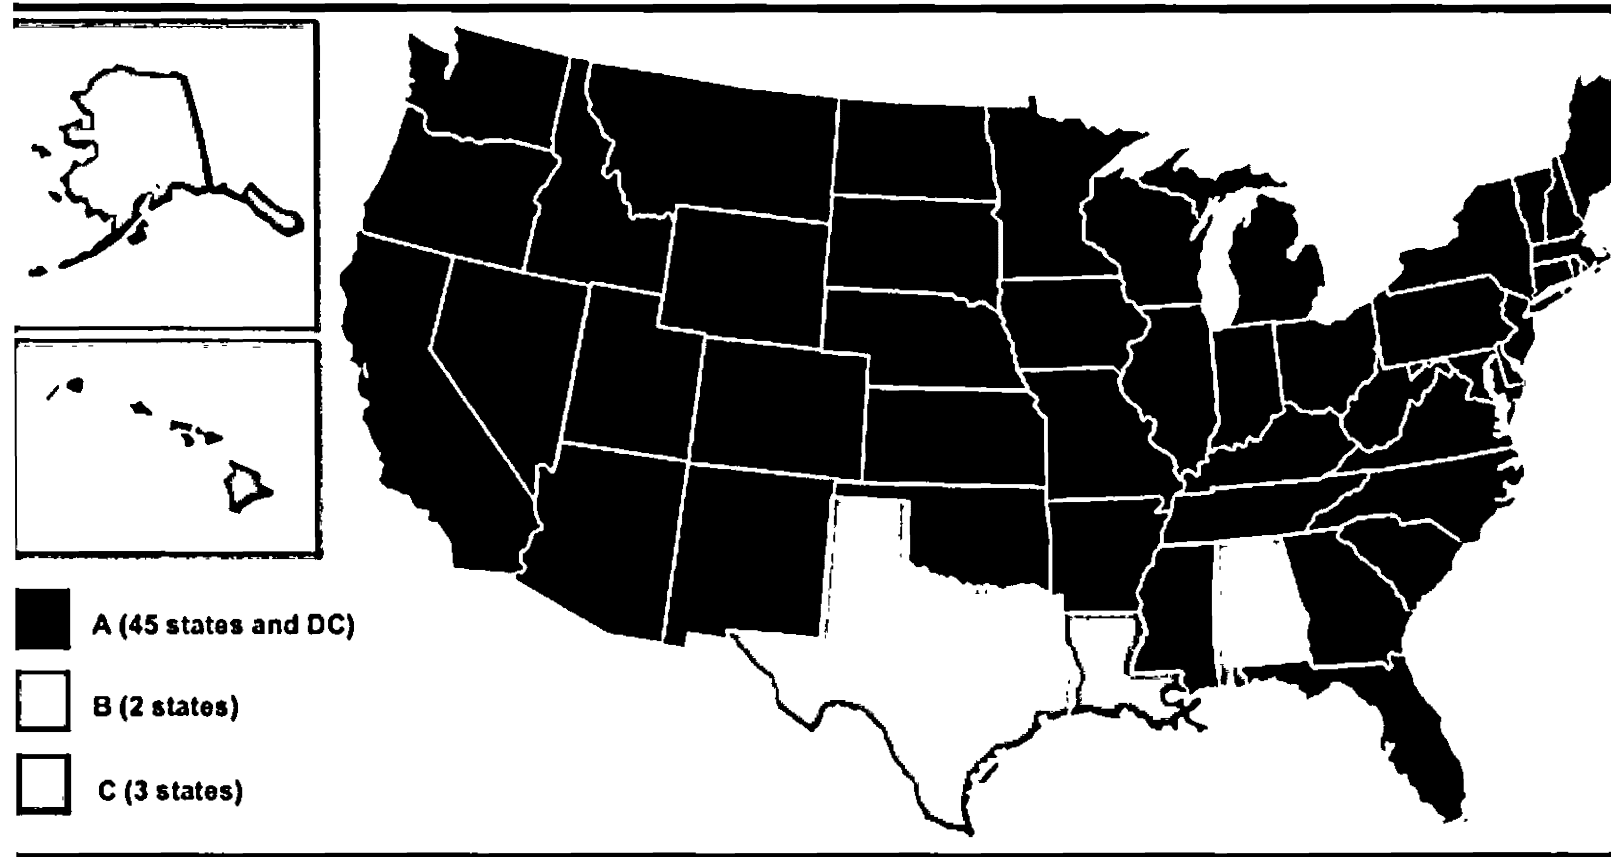 A (45 states and DC)
B (2 states)
C (3 states)